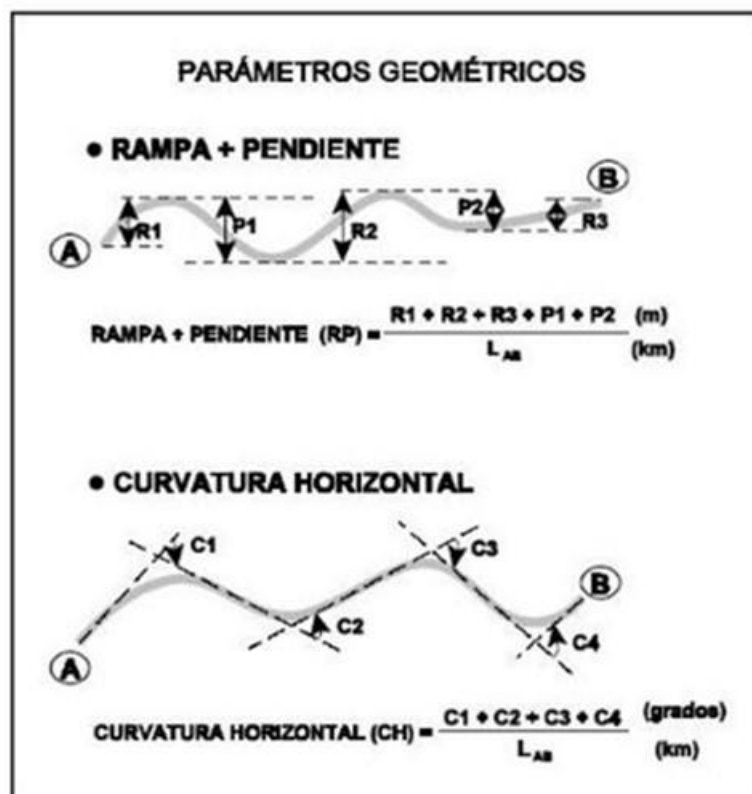 PARÁMETROS GEOMÉTRICOS
• RAMPA + PENDIENTE
A R1 P1 R2 P2 R3 B
RAMPA + PENDIENTE (RP) = R1 + R2 + R3 + P1 + P2 (m)
L AB (km)
• CURVATURA HORIZONTAL
A C1 C2 C3 C4 B
CURVATURA HORIZONTAL (CH) = C1 + C2 + C3 + C4 (grados)
L AB (km)